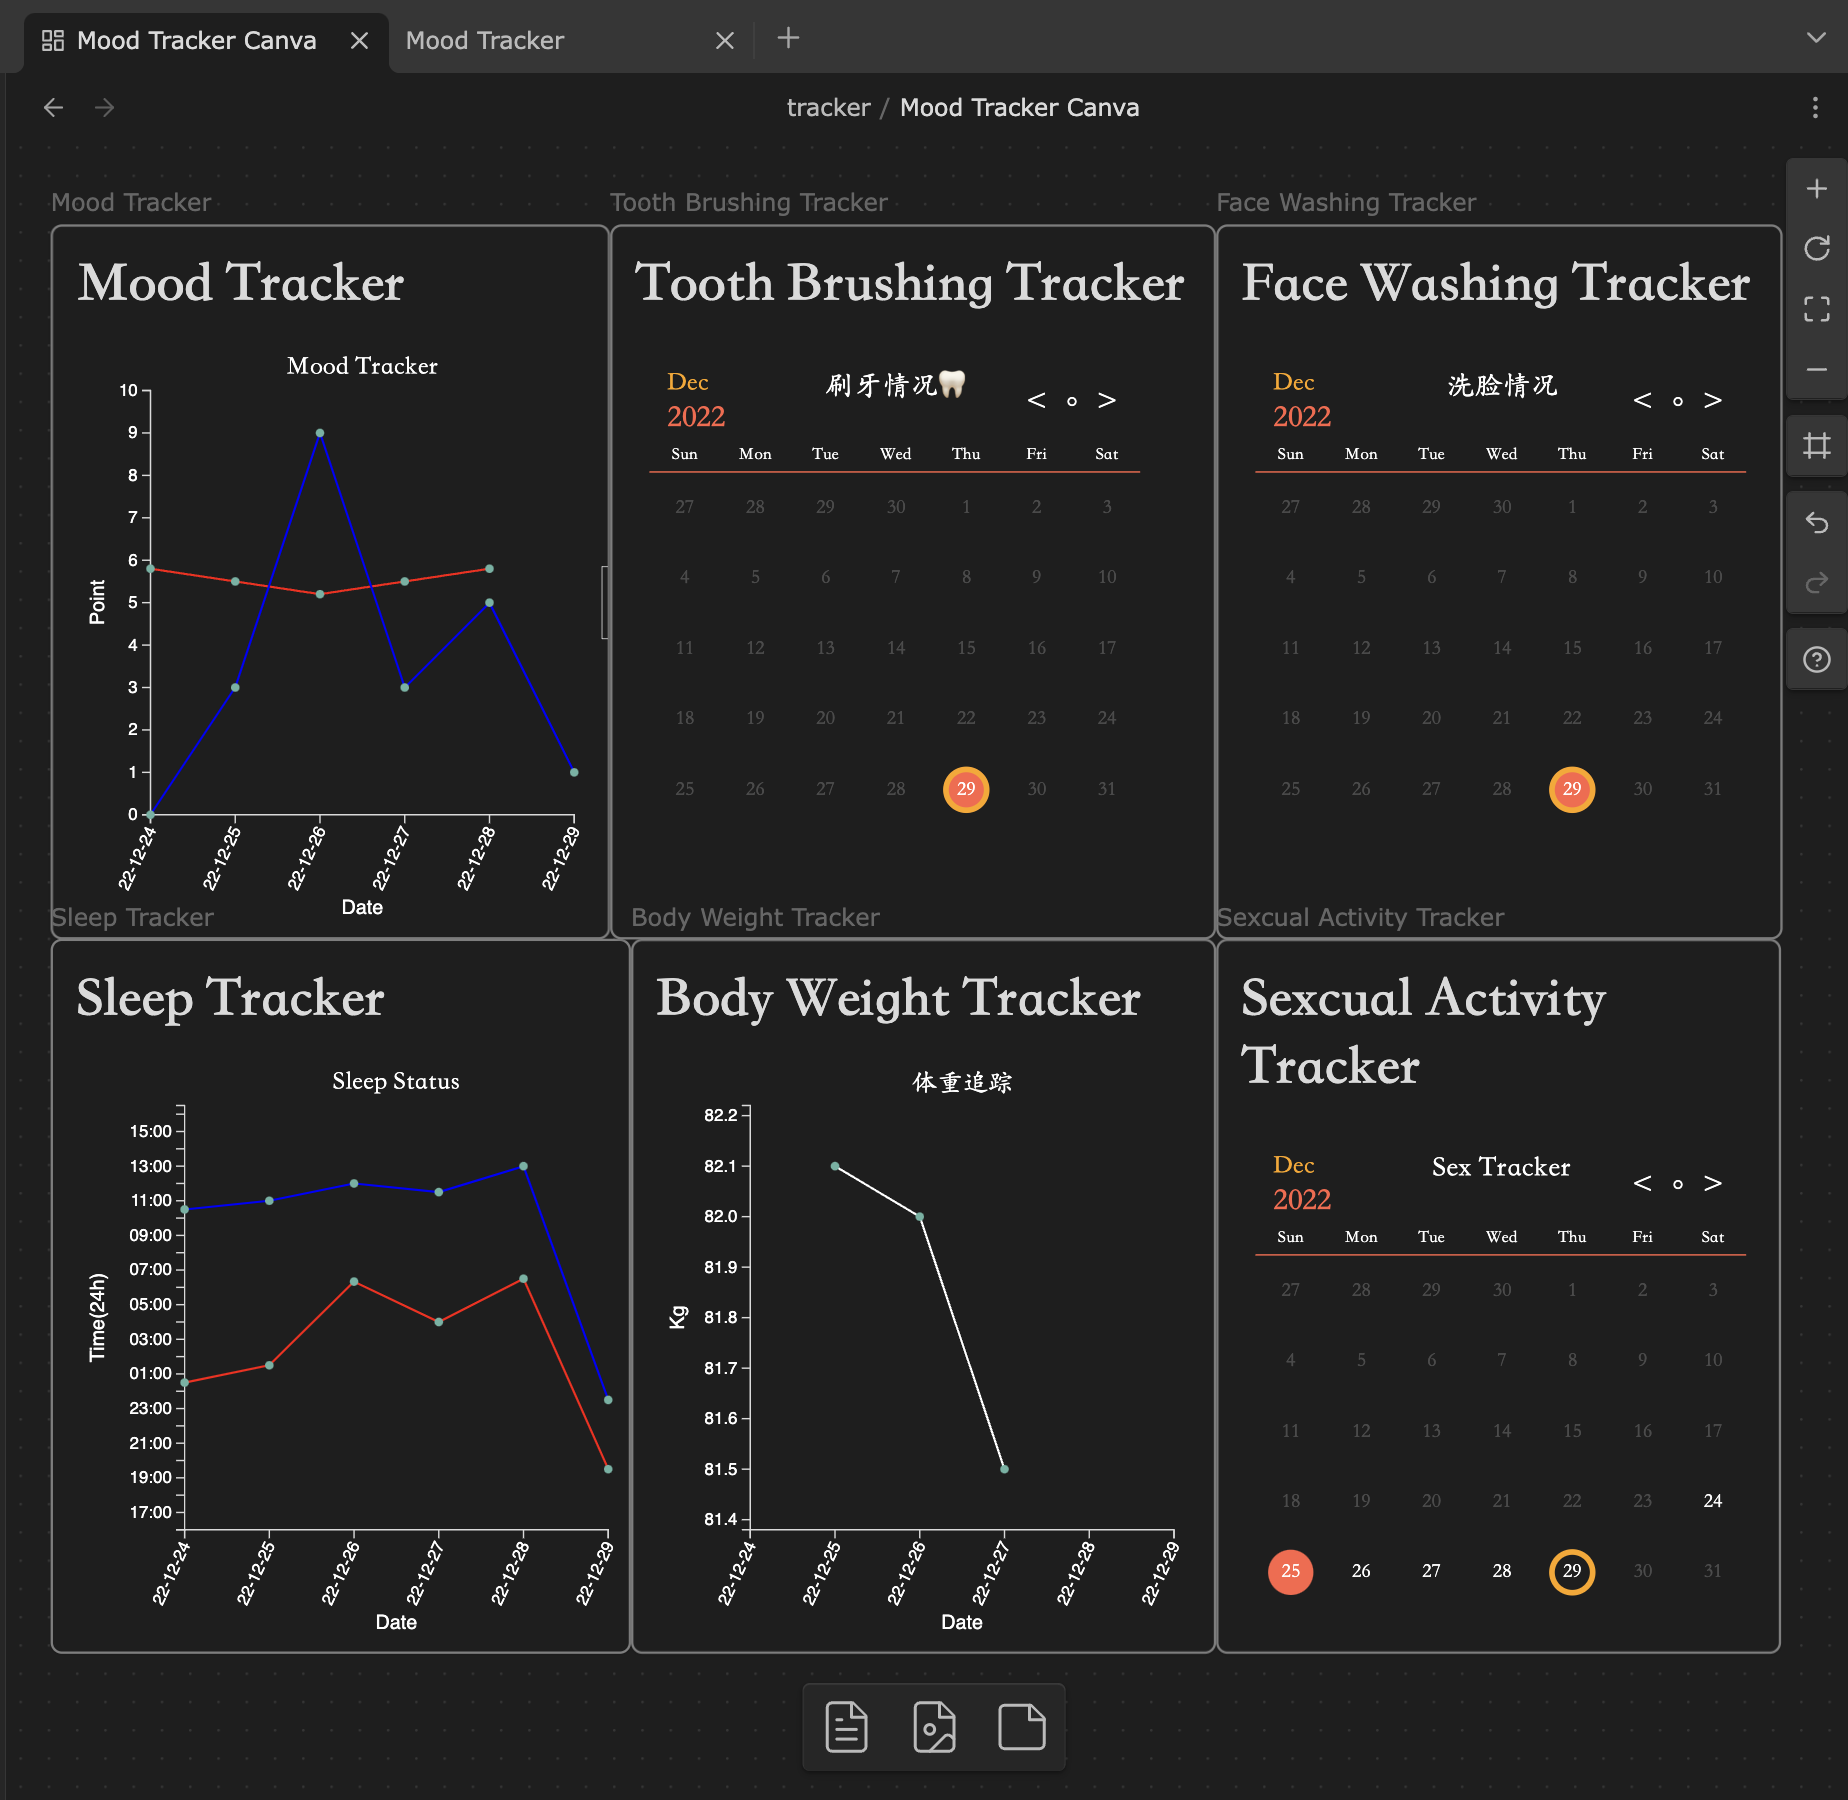 Mood Tracker Canva
Mood Tracker
tracker / Mood Tracker Canva
Mood Tracker
Mood Tracker
Mood Tracker
10
9
8
7
6
5
4
3
2
1
0
Point
22-12-24 22-12-25 22-12-26 22-12-27 22-12-28 22-12-29
Date
Tooth Brushing Tracker
Tooth Brushing Tracker
Dec
2022
刷牙情况🦷
< ○ >
Sun Mon Tue Wed Thu Fri Sat
27 28 29 30 1 2 3
4 5 6 7 8 9 10
11 12 13 14 15 16 17
18 19 20 21 22 23 24
25 26 27 28 29 30 31
Face Washing Tracker
Face Washing Tracker
Dec
2022
洗脸情况
< ○ >
Sun Mon Tue Wed Thu Fri Sat
27 28 29 30 1 2 3
4 5 6 7 8 9 10
11 12 13 14 15 16 17
18 19 20 21 22 23 24
25 26 27 28 29 30 31
Sleep Tracker
Sleep Tracker
Sleep Status
15:00
13:00
11:00
09:00
07:00
05:00
03:00
01:00
23:00
21:00
19:00
17:00
Time(24h)
22-12-24 22-12-25 22-12-26 22-12-27 22-12-28 22-12-29
Date
Body Weight Tracker
Body Weight Tracker
体重追踪
82.2
82.1
82.0
81.9
81.8
81.7
81.6
81.5
81.4
Kg
22-12-24 22-12-25 22-12-26 22-12-27 22-12-28 22-12-29
Date
Sexcual Activity Tracker
Sexcual Activity
Tracker
Dec
2022
Sex Tracker
< ○ >
Sun Mon Tue Wed Thu Fri Sat
27 28 29 30 1 2 3
4 5 6 7 8 9 10
11 12 13 14 15 16 17
18 19 20 21 22 23 24
25 26 27 28 29 30 31